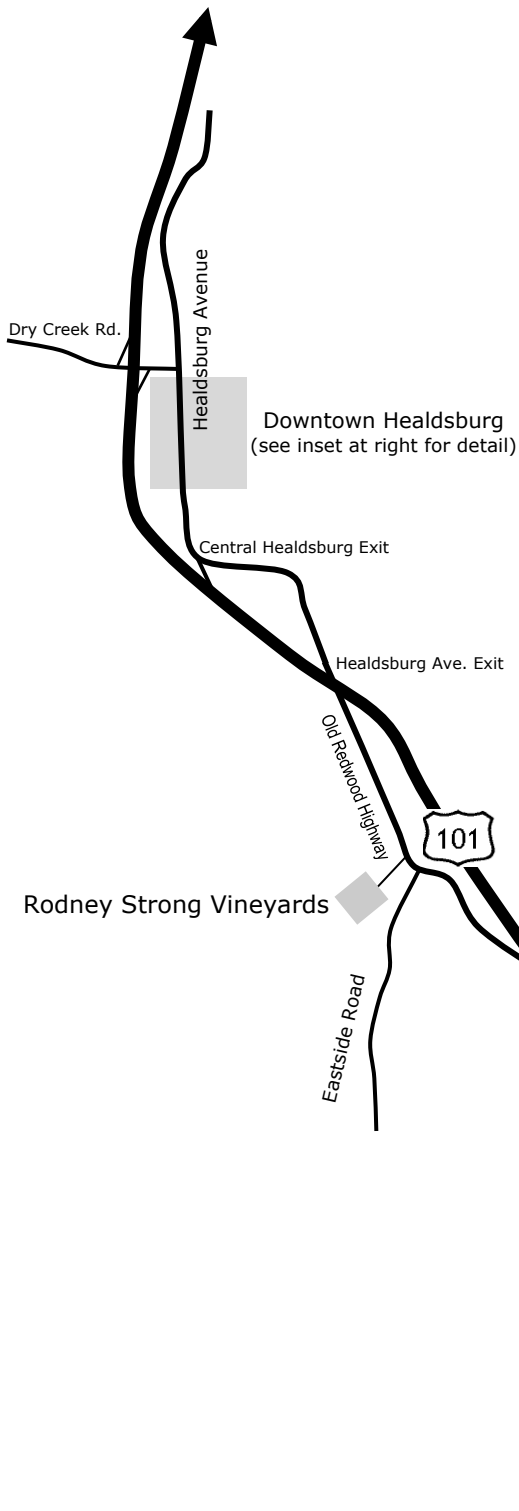 Healdsburg Avenue
Dry Creek Rd.
Downtown Healdsburg
(see inset at right for detail)
Central Healdsburg Exit
Healdsburg Ave. Exit
Old Redwood Highway
101
Rodney Strong Vineyards
Eastside Road